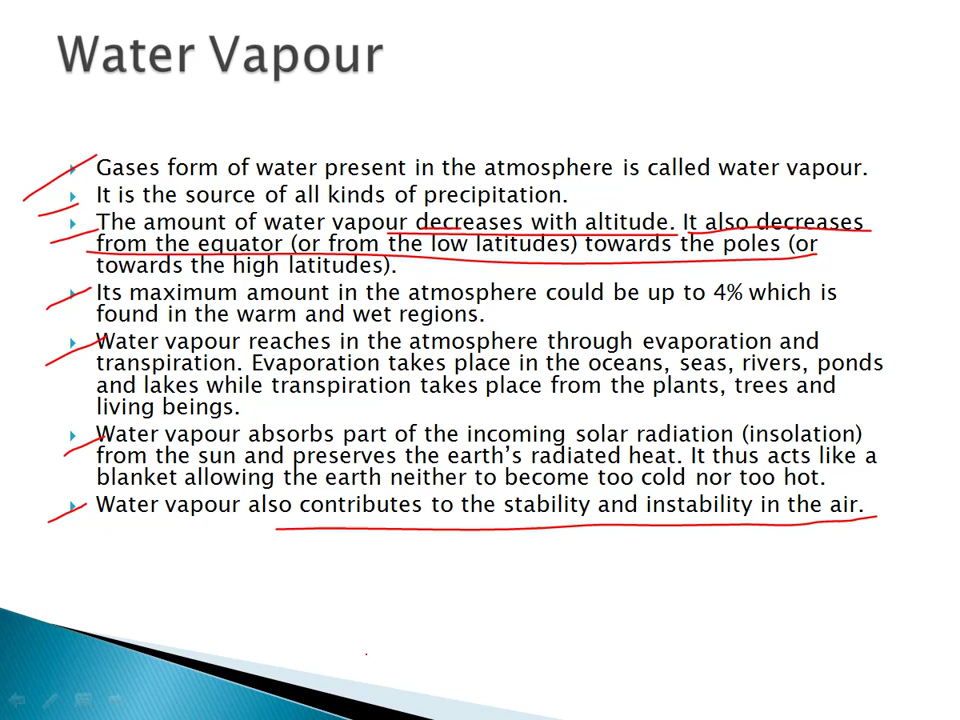 Water Vapour
Gases form of water present in the atmosphere is called water vapour.
It is the source of all kinds of precipitation.
The amount of water vapour decreases with altitude. It also decreases
from the equator (or from the low latitudes) towards the poles (or
towards the high latitudes).
Its maximum amount in the atmosphere could be up to 4% which is
found in the warm and wet regions.
Water vapour reaches in the atmosphere through evaporation and
transpiration. Evaporation takes place in the oceans, seas, rivers, ponds
and lakes while transpiration takes place from the plants, trees and
living beings.
Water vapour absorbs part of the incoming solar radiation (insolation)
from the sun and preserves the earth's radiated heat. It thus acts like a
blanket allowing the earth neither to become too cold nor too hot.
Water vapour also contributes to the stability and instability in the air.